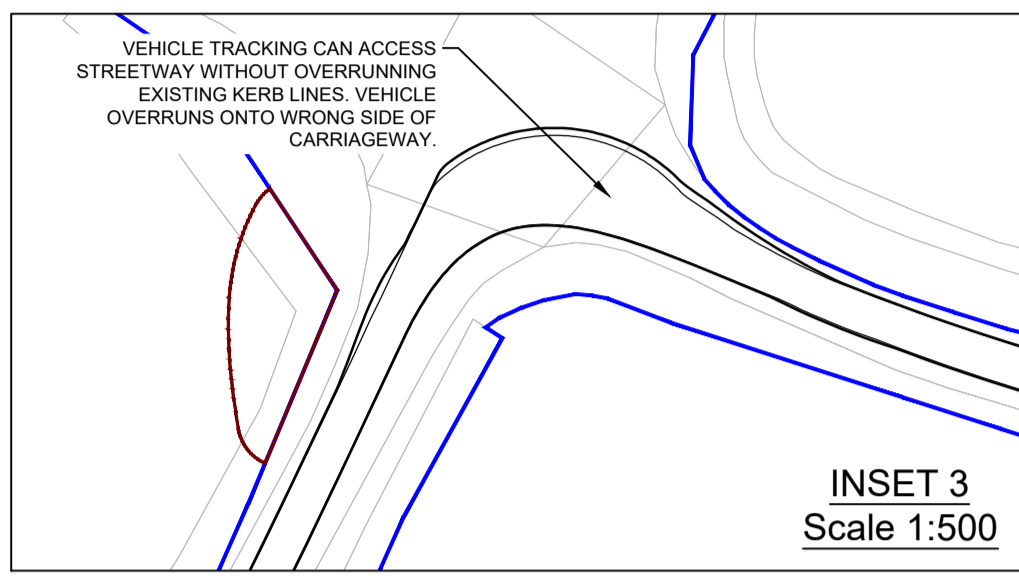 VEHICLE TRACKING CAN ACCESS
STREETWAY WITHOUT OVERRUNNING
EXISTING KERB LINES. VEHICLE
OVERRUNS ONTO WRONG SIDE OF
CARRIAGEWAY.
INSET 3
Scale 1:500